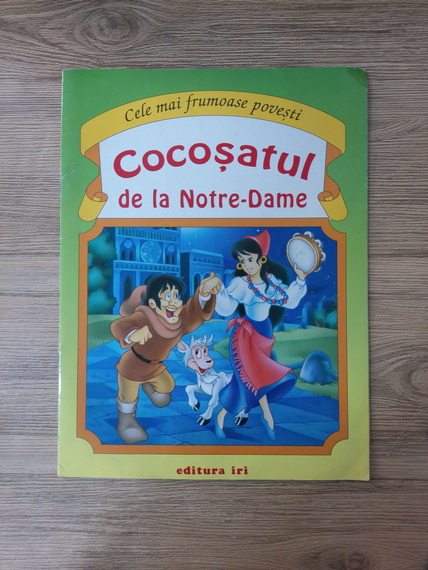 Cele mai frumoase povești
Cocoșatul
de la Notre-Dame
editura iri